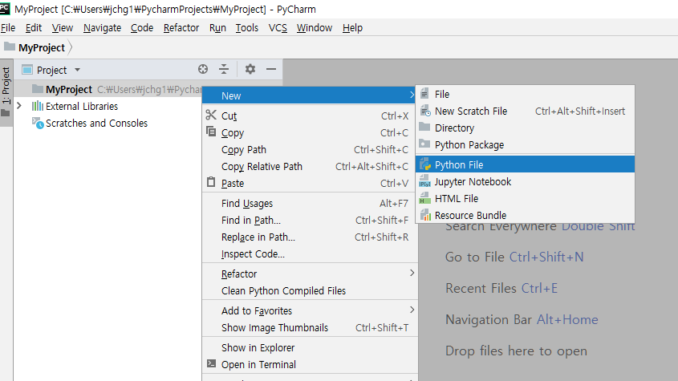 PC MyProject [C:₩Users₩jchg1₩PycharmProjects₩MyProject] - PyCharm
File Edit View Navigate Code Refactor Run Tools VCS Window Help
MyProject
1: Project
Project
MyProject C:₩Users₩jchg1₩Pychar
External Libraries
Scratches and Consoles
New
Cut Ctrl+X
Copy Ctrl+C
Copy Path Ctrl+Shift+C
Copy Relative Path Ctrl+Alt+Shift+C
Paste Ctrl+V
Find Usages Alt+F7
Find in Path... Ctrl+Shift+F
Replace in Path... Ctrl+Shift+R
Inspect Code...
Refactor
Clean Python Compiled Files
Add to Favorites
Show Image Thumbnails Ctrl+Shift+T
Show in Explorer
Open in Terminal
File
New Scratch File Ctrl+Alt+Shift+Insert
Directory
Python Package
Python File
Jupyter Notebook
HTML File
Resource Bundle
Search Everywhere Double Shift
Go to File Ctrl+Shift+N
Recent Files Ctrl+E
Navigation Bar Alt+Home
Drop files here to open